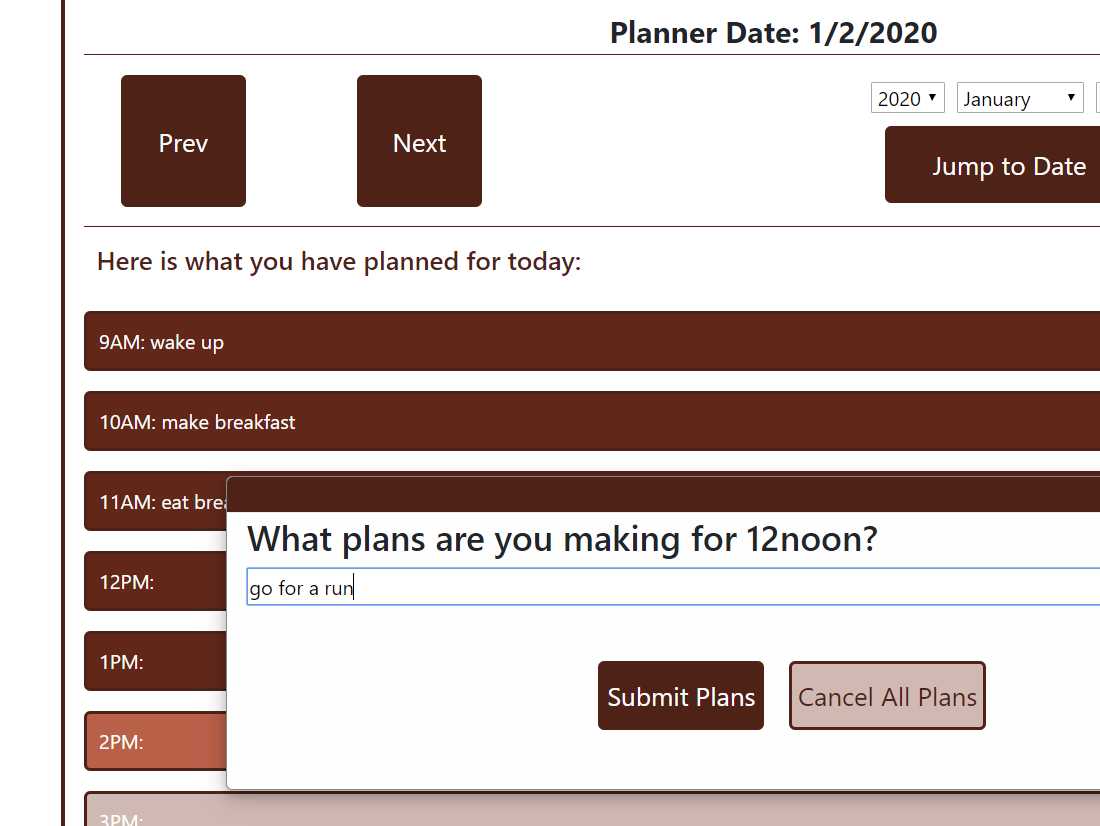 Planner Date: 1/2/2020
Prev
Next
2020
January
Jump to Date
Here is what you have planned for today:
9AM: wake up
10AM: make breakfast
11AM: eat brea
What plans are you making for 12noon?
12PM:
go for a run
1PM:
Submit Plans
Cancel All Plans
2PM:
3PM: